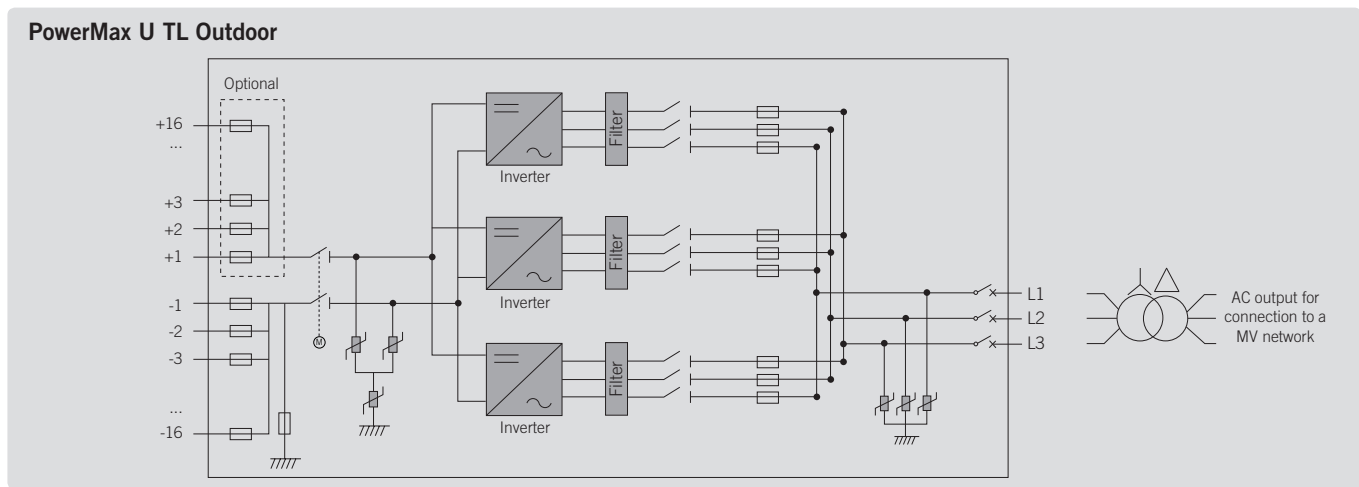 PowerMax U TL Outdoor
Optional
+16
...
+3
+2
+1
-1
-2
-3
...
-16
M
Inverter
Filter
Inverter
Filter
Inverter
Filter
L1
L2
L3
AC output for
connection to a
MV network